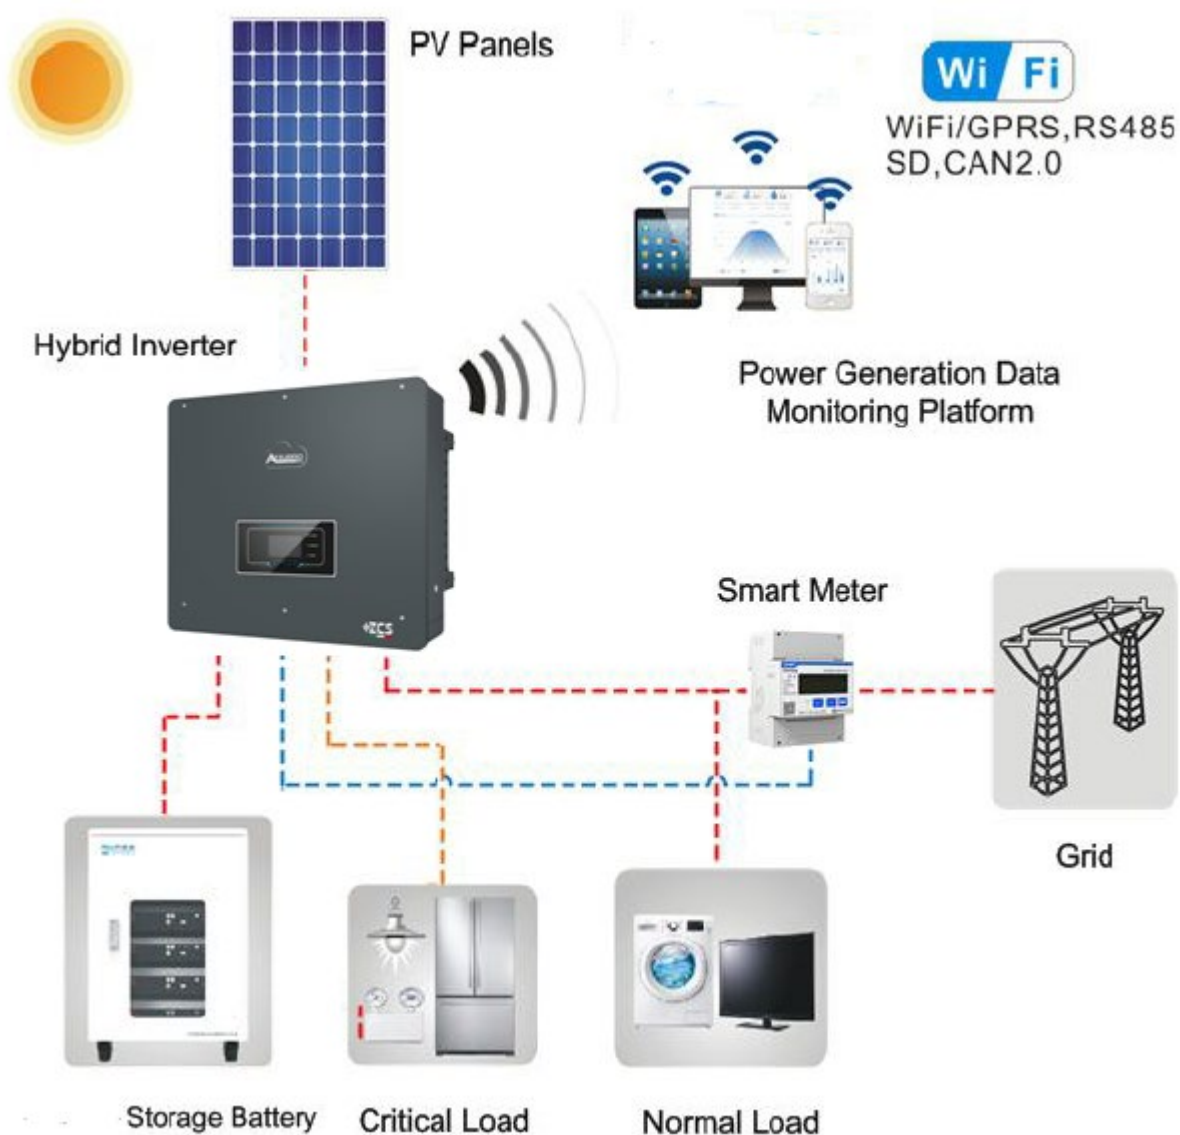 PV Panels
Wi Fi
WiFi/GPRS,RS485
SD,CAN2.0
Hybrid Inverter
Power Generation Data
Monitoring Platform
Smart Meter
ZCS
Grid
Storage Battery
Critical Load
Normal Load